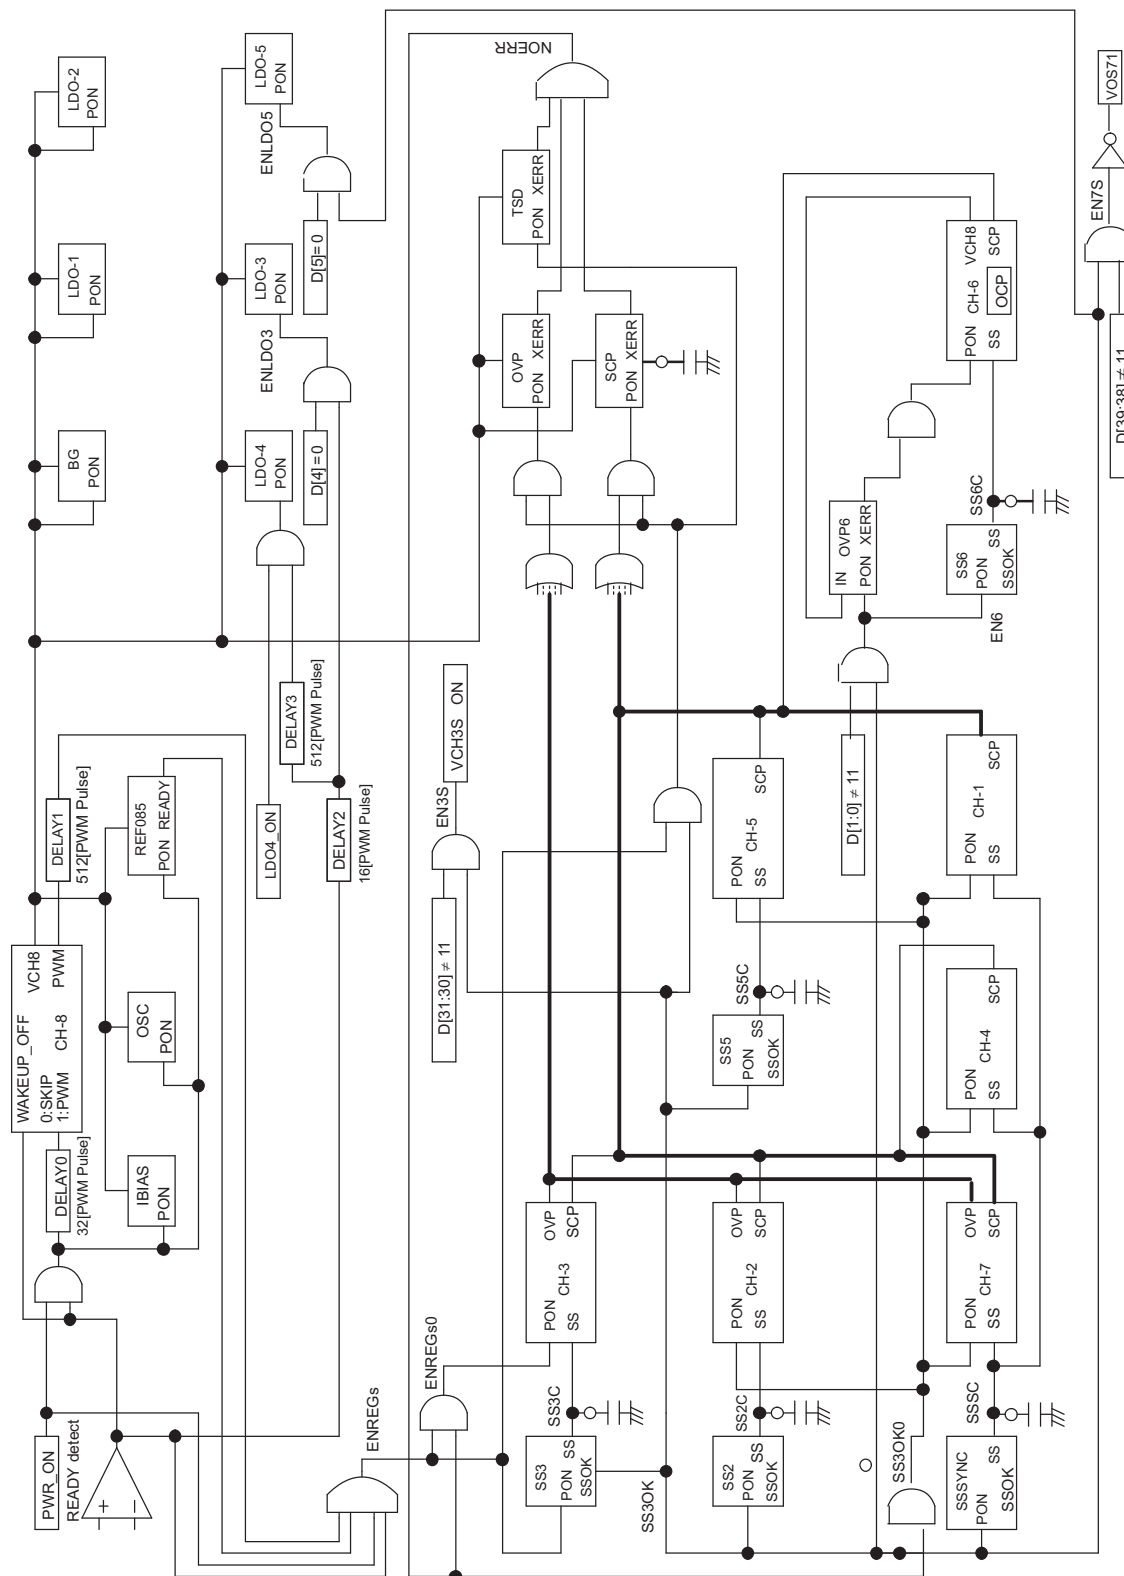 PWR_ON
READY detect
WAKEUP_OFF
VCH8
0:SKIP
1:PWM
CH-8
PWM
DELAY0
32[PWM Pulse]
DELAY1
512[PWM Pulse]
IBIAS
PON
OSC
PON
REF085
PON READY
BG
PON
LDO-1
PON
LDO-2
PON
LDO4_ON
DELAY3
512[PWM Pulse]
DELAY2
16[PWM Pulse]
LDO-4
PON
D[4]= 0
ENLDO3
LDO-3
PON
D[5]= 0
ENLDO5
LDO-5
PON
ENREGs
ENREGs0
EN3S
VCH3S ON
D[31:30] ≠ 11
NOERR
TSD
PON XERR
OVP
PON XERR
SCP
PON XERR
SS3
PON SS
SSOK
SS3C
CH-3
PON
SS
OVP
SCP
SS3OK
SS2
PON SS
SSOK
SS2C
CH-2
PON
SS
OVP
SCP
SS5
PON SS
SSOK
SS5C
CH-5
PON
SS
SCP
SS3OK0
SSSYNC
PON SS
SSOK
SSSC
CH-7
PON
SS
OVP
SCP
CH-4
PON
SS
SCP
CH-1
PON
SS
SCP
D[1:0] ≠ 11
EN6
IN OVP6
PON XERR
SS6
PON SS
SSOK
SS6C
CH-6
PON
SS
VCH8
SCP
OCP
D[39:38] ≠ 11
EN7S
VOS71